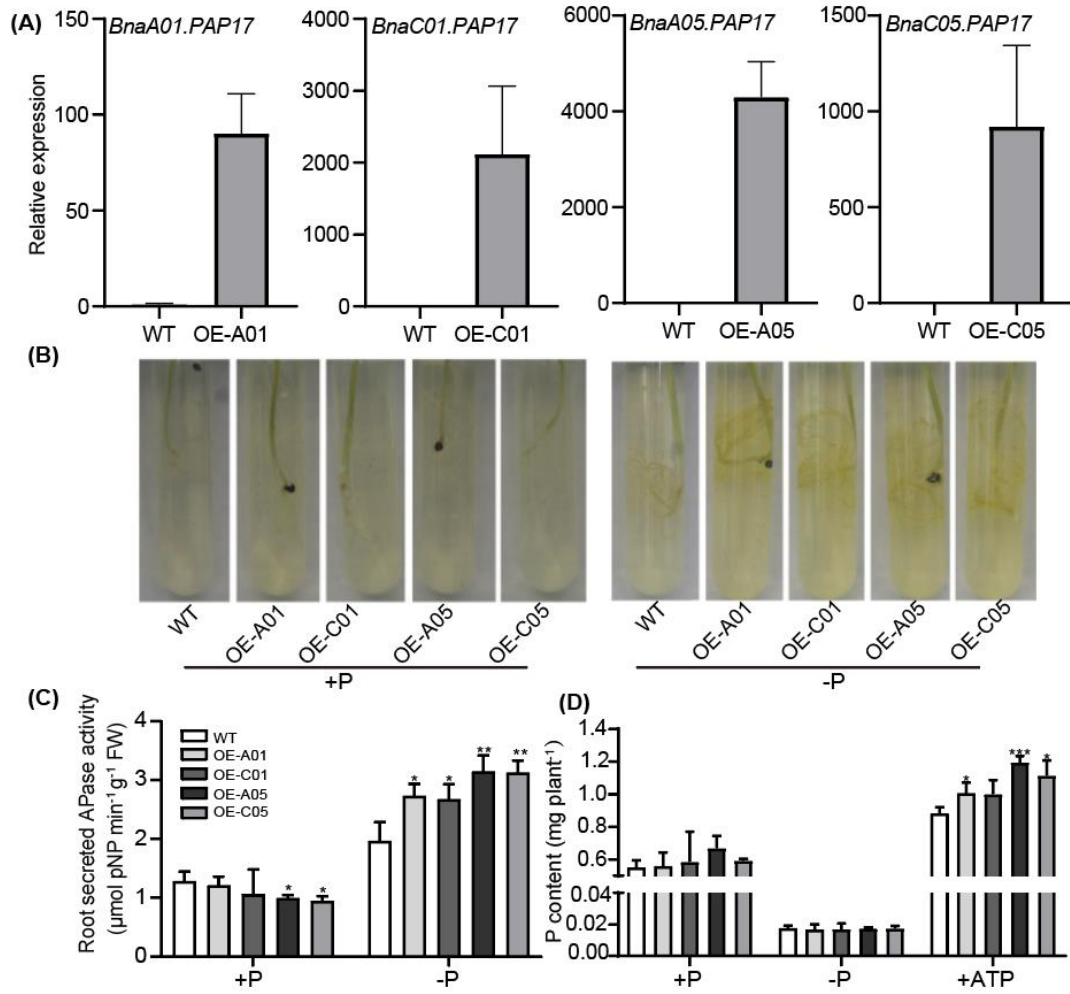 (A)
BnaA01.PAP17
BnaC01.PAP17
BnaA05.PAP17
BnaC05.PAP17
Relative expression
150
100
50
0
WT OE-A01
4000
3000
2000
1000
0
WT OE-C01
6000
4000
2000
0
WT OE-A05
1500
1000
500
0
WT OE-C05
(B)
WT
OE-A01
OE-C01
OE-A05
OE-C05
+P
WT
OE-A01
OE-C01
OE-A05
OE-C05
-P
(C)
Root secreted APase activity
(μmol pNP min⁻¹g⁻¹ FW)
4
3
2
1
0
WT
OE-A01
OE-C01
OE-A05
OE-C05
* *
* * ** **
+P -P
(D)
P content (mg plant⁻¹)
1.4
1.2
1.0
0.8
0.6
0.04
0.02
0.00
* *** *
+P -P +ATP